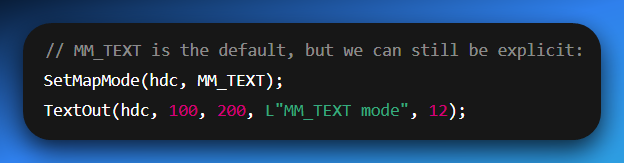 // MM_TEXT is the default, but we can still be explicit:
SetMapMode(hdc, MM_TEXT);
TextOut(hdc, 100, 200, L"MM_TEXT mode", 12);